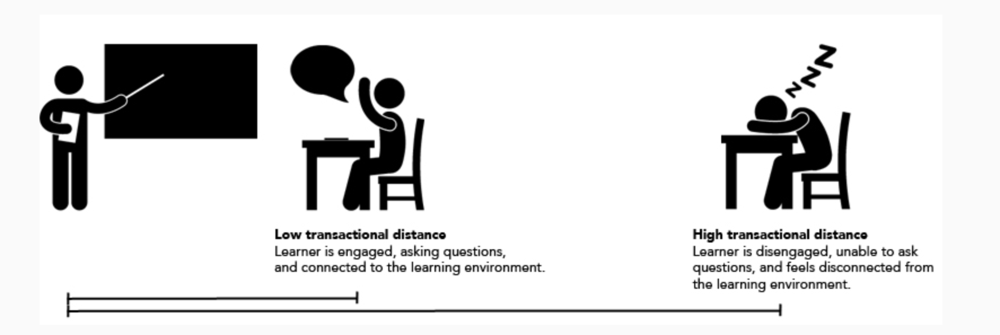 z
z
z
Low transactional distance
Learner is engaged, asking questions,
and connected to the learning environment.
High transactional distance
Learner is disengaged, unable to ask
questions, and feels disconnected from
the learning environment.